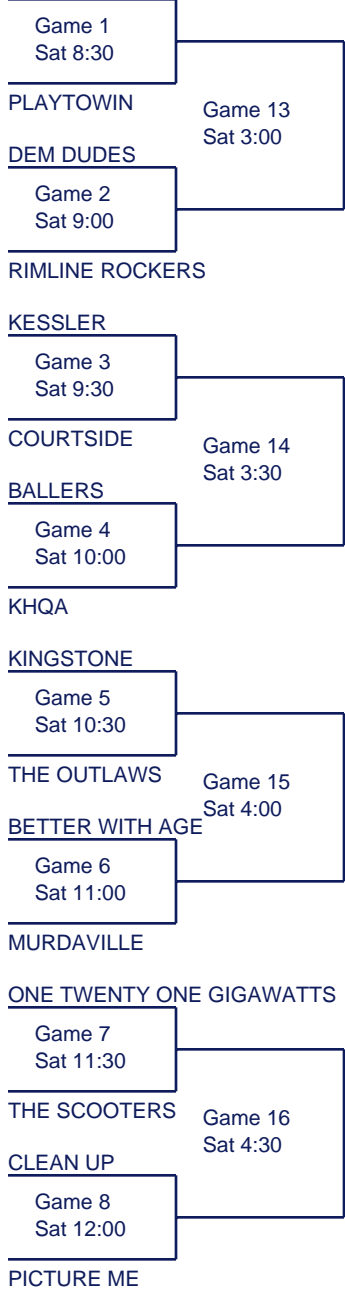 Game 1
Sat 8:30
PLAYTOWIN
Game 13
Sat 3:00
DEM DUDES
Game 2
Sat 9:00
RIMLINE ROCKERS
KESSLER
Game 3
Sat 9:30
COURTSIDE
Game 14
Sat 3:30
BALLERS
Game 4
Sat 10:00
KHQA
KINGSTONE
Game 5
Sat 10:30
THE OUTLAWS
Game 15
Sat 4:00
BETTER WITH AGE
Game 6
Sat 11:00
MURDAVILLE
ONE TWENTY ONE GIGAWATTS
Game 7
Sat 11:30
THE SCOOTERS
Game 16
Sat 4:30
CLEAN UP
Game 8
Sat 12:00
PICTURE ME